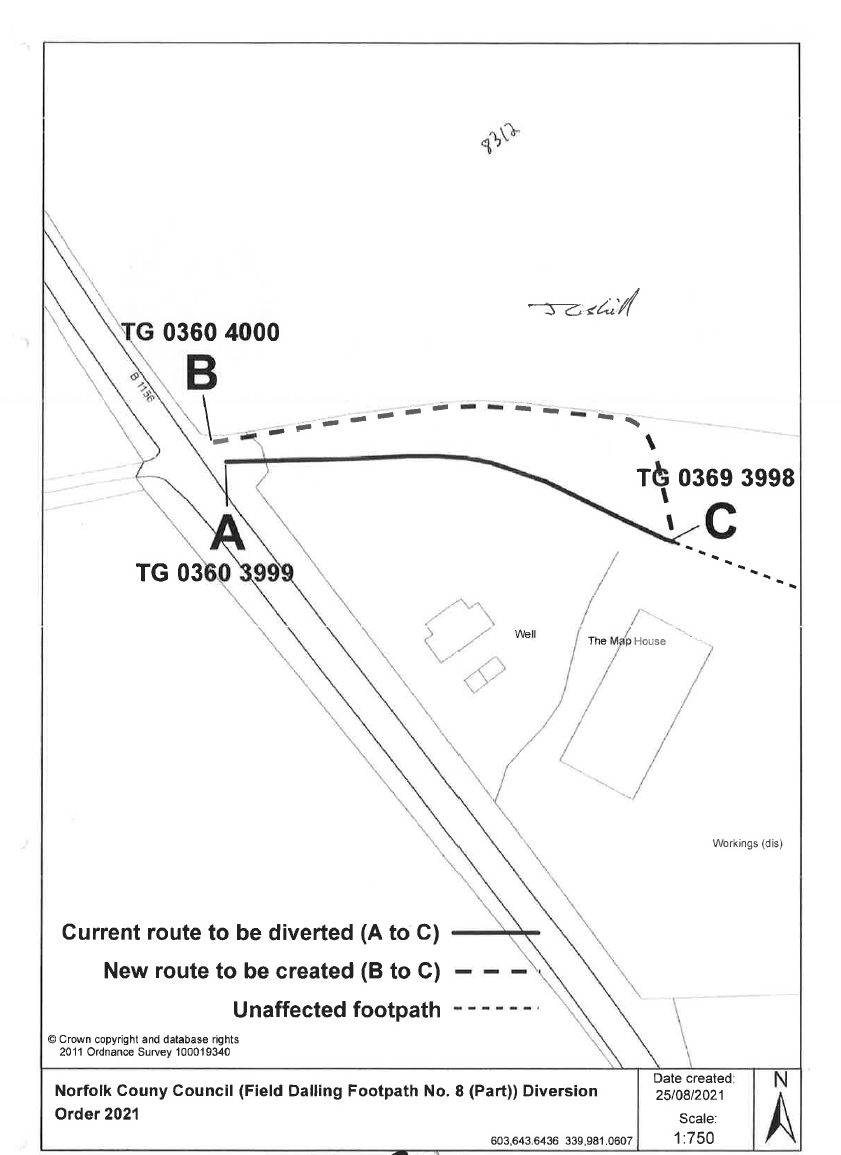 8312
TG 0360 4000
B
B 1156
TG 0369 3998
C
A
TG 0360 3999
Well
The Map House
Workings (dis)
Current route to be diverted (A to C)
New route to be created (B to C)
Unaffected footpath
© Crown copyright and database rights
2011 Ordnance Survey 100019340
Norfolk Couny Council (Field Dalling Footpath No. 8 (Part)) Diversion
Order 2021
603,643.6436 339,981.0607
Date created:
25/08/2021
Scale:
1:750
N